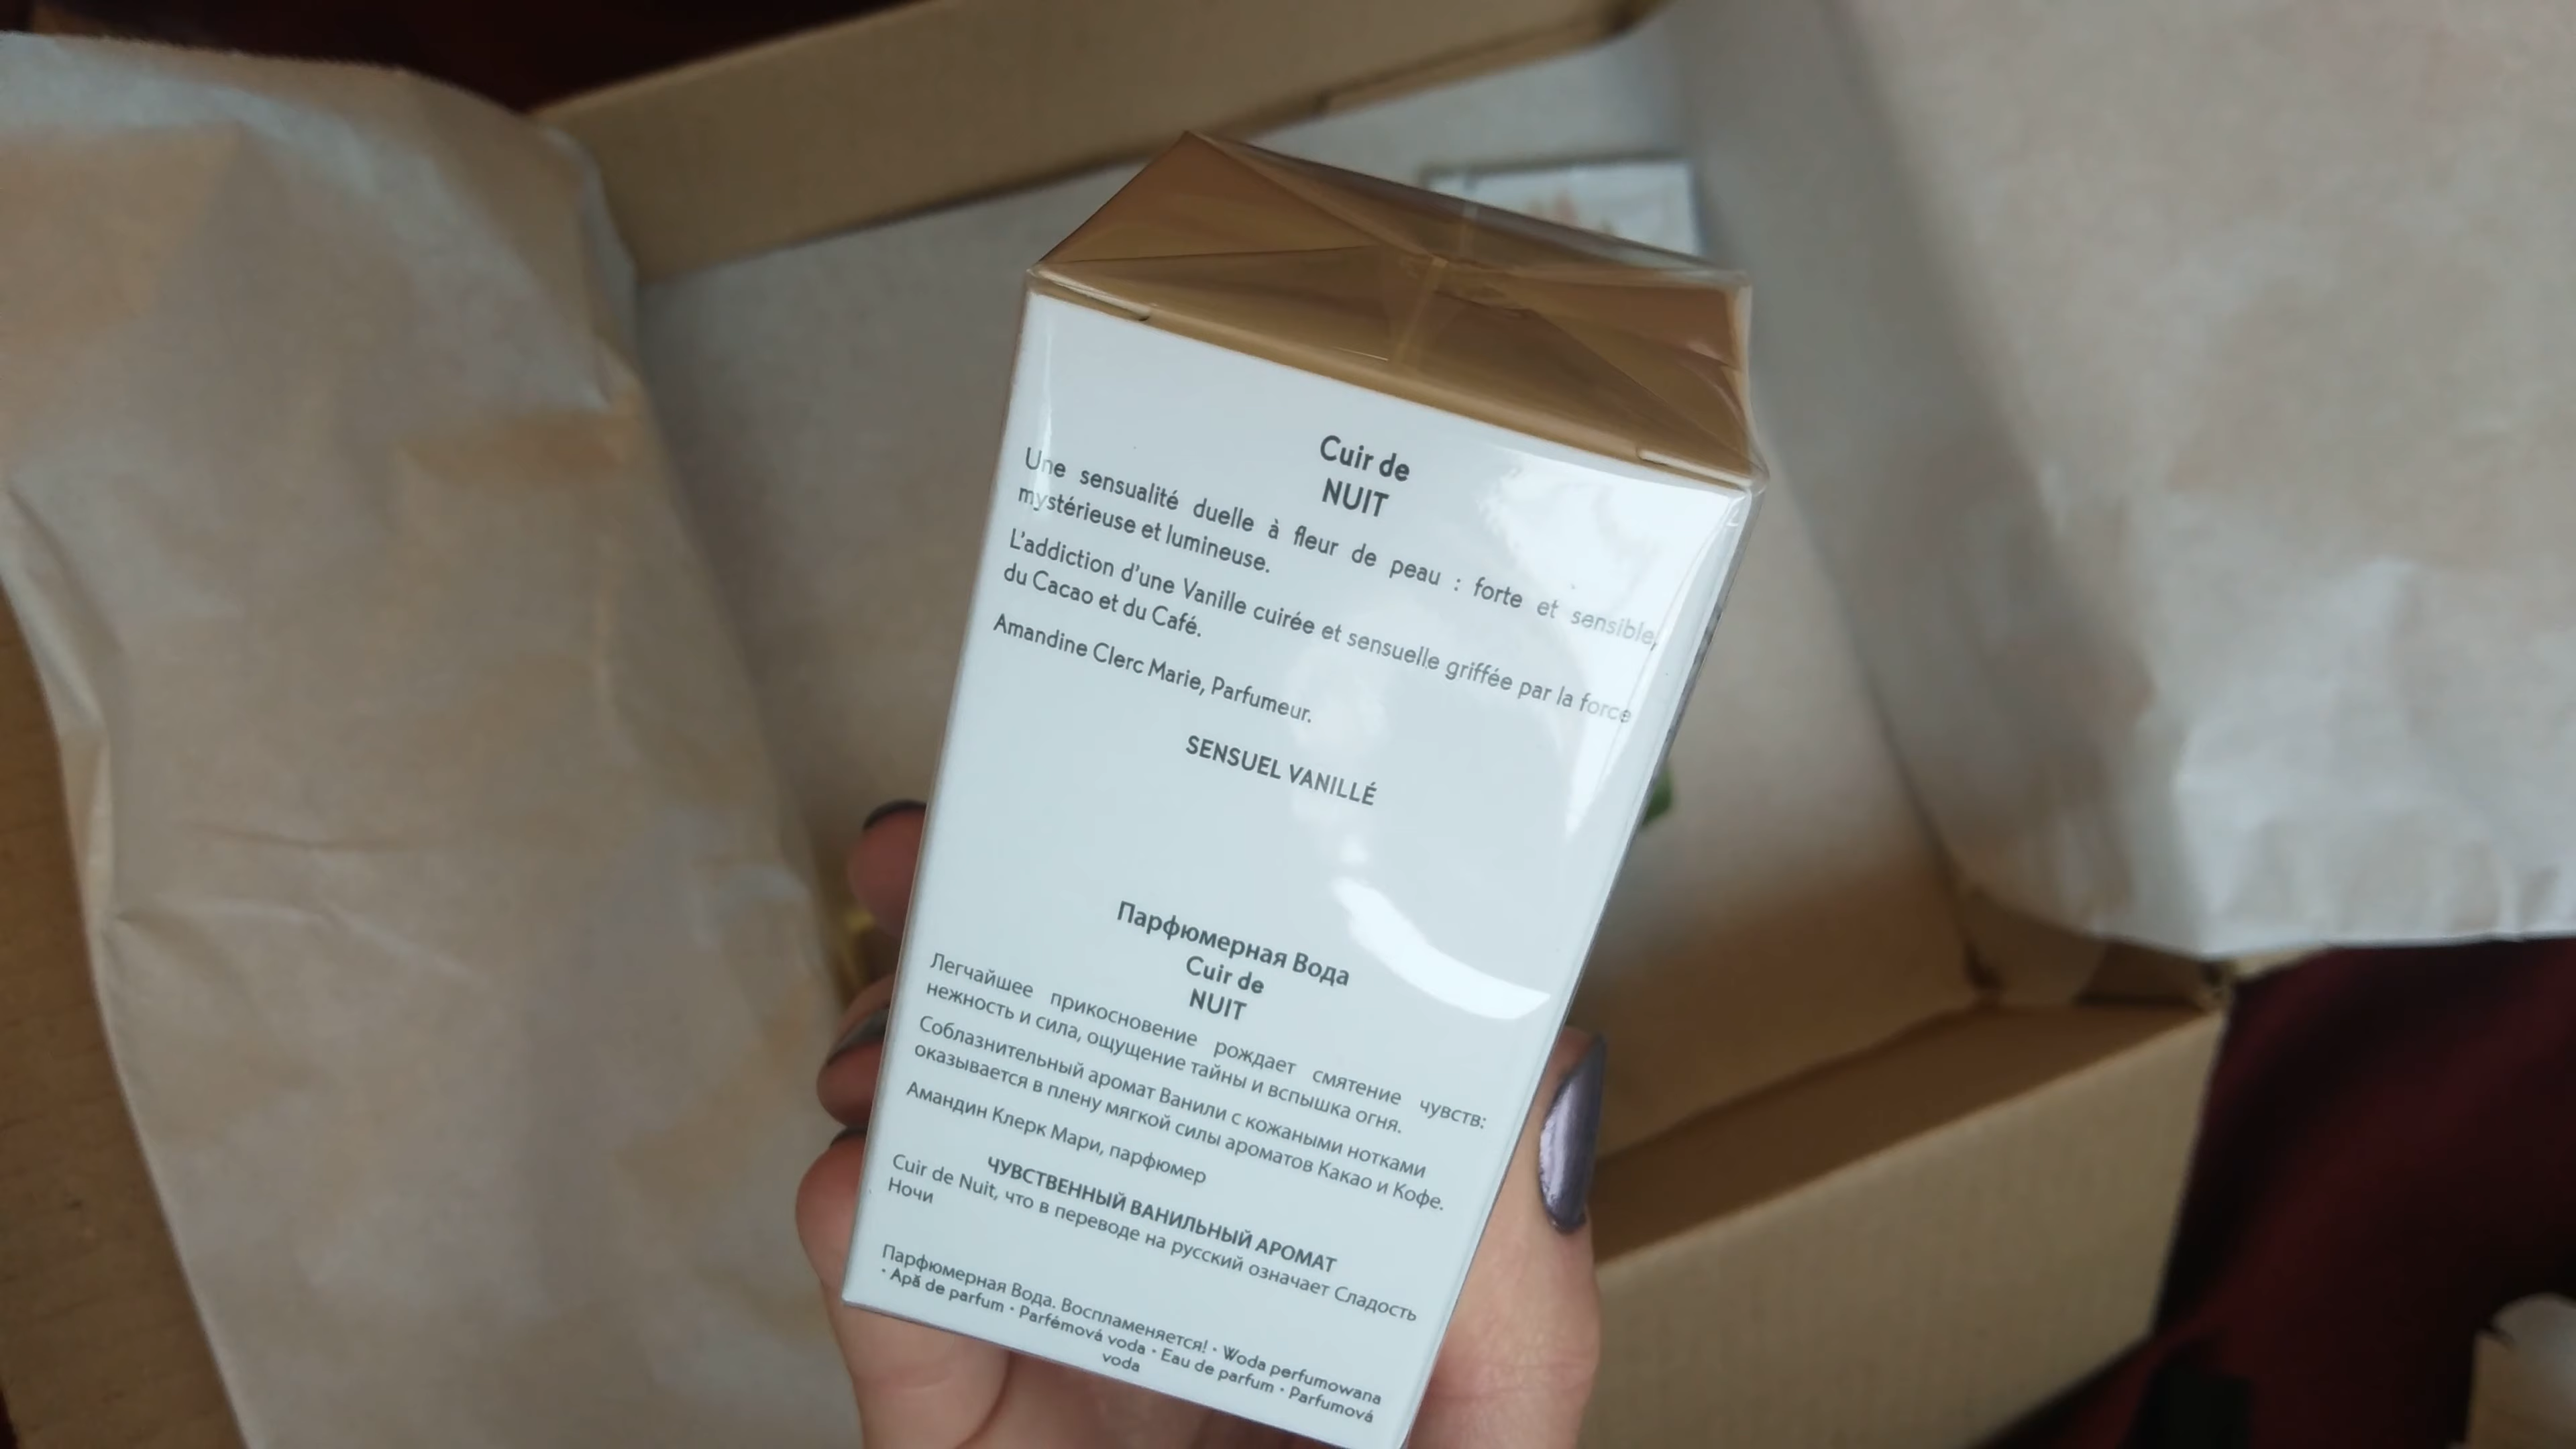 Cuir de
NUIT
Une sensualité duelle à fleur de peau : forte et sensible,
mystérieuse et lumineuse.
L'addiction d'une Vanille cuirée et sensuelle griffée par la force
du Cacao et du Café.
Amandine Clerc Marie, Parfumeur.
SENSUEL VANILLÉ
Парфюмерная Вода
Cuir de
NUIT
Легчайшее прикосновение рождает смятение чувств:
нежность и сила, ощущение тайны и вспышка огня.
Соблазнительный аромат Ванили с кожаными нотками
оказывается в плену мягкой силы ароматов Какао и Кофе.
Амандин Клерк Мари, парфюмер
ЧУВСТВЕННЫЙ ВАНИЛЬНЫЙ АРОМАТ
Cuir de Nuit, что в переводе на русский означает Сладость
Ночи
Парфюмерная Вода. Воспламеняется! • Woda perfumowana
• Apă de parfum • Parfémová voda • Eau de parfum • Parfumová
voda